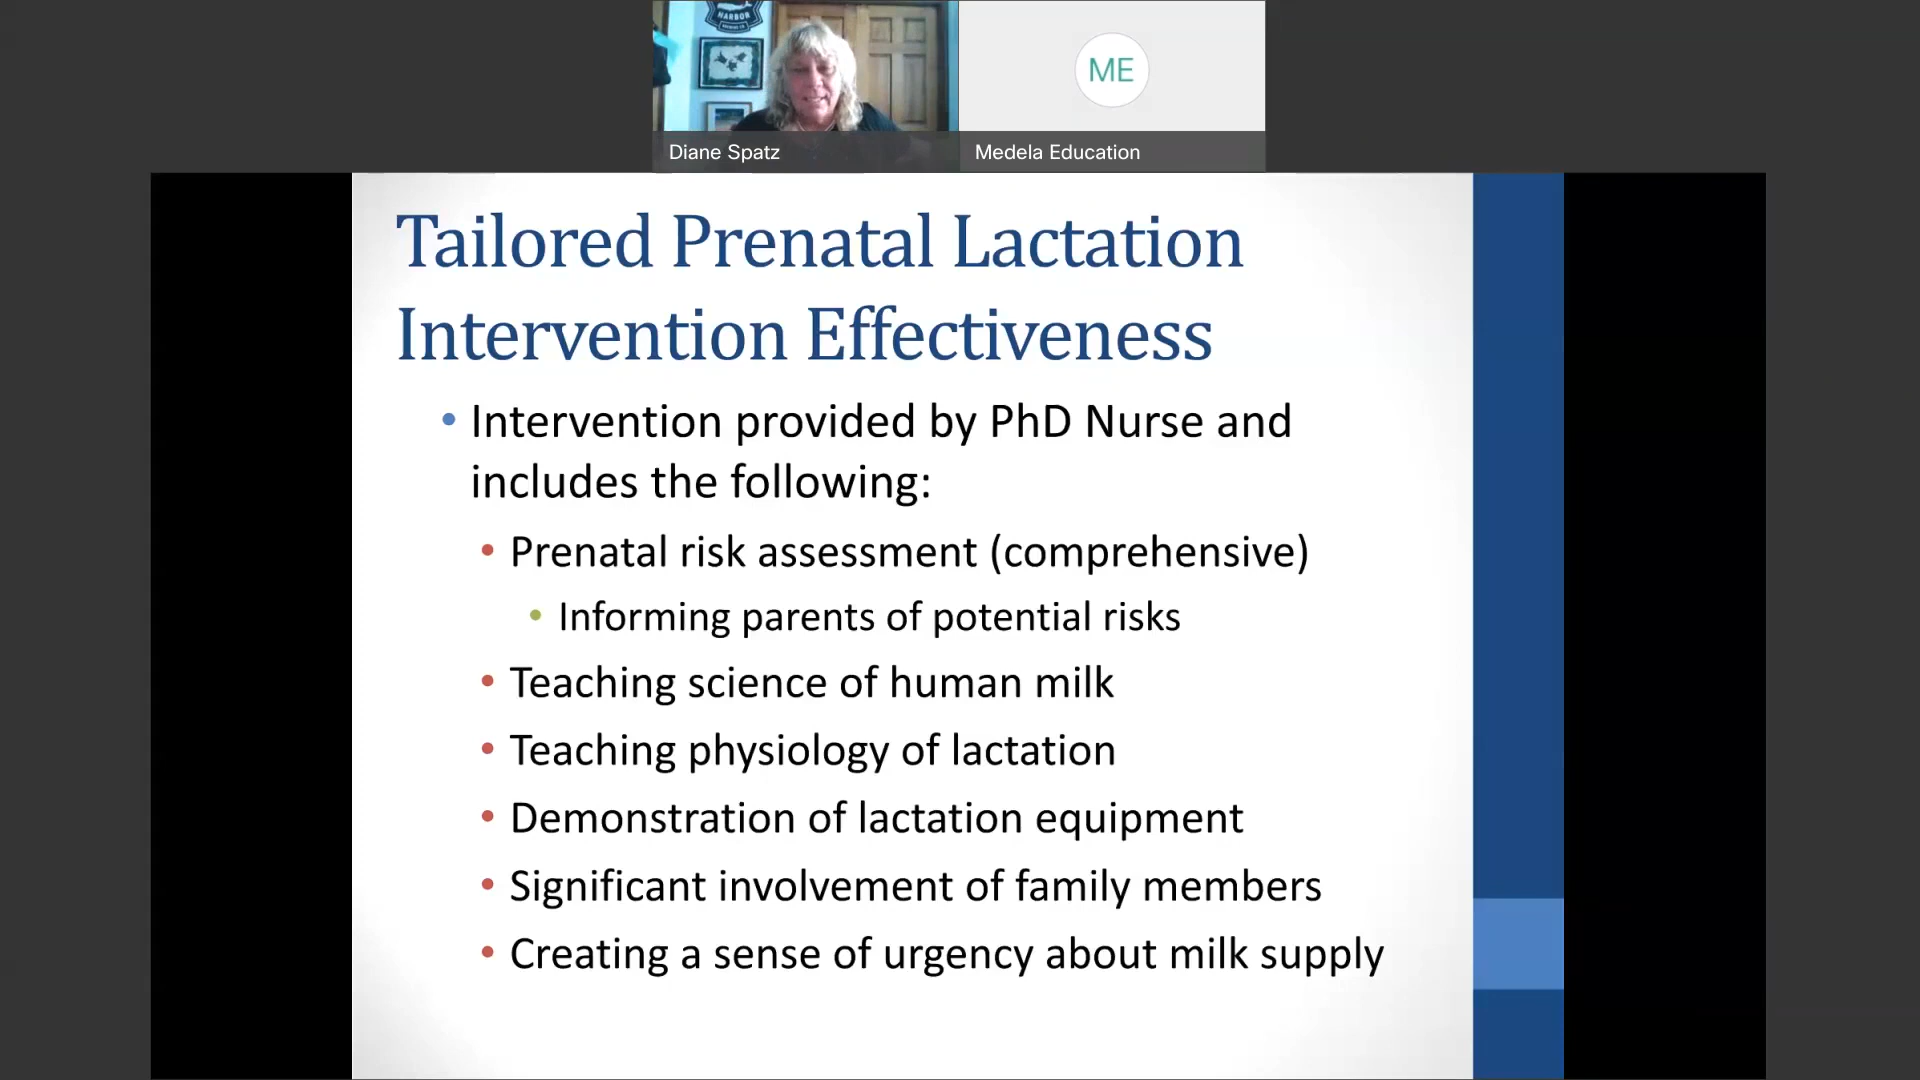 HARBOR
ME
Diane Spatz
Medela Education
Tailored Prenatal Lactation
Intervention Effectiveness
• Intervention provided by PhD Nurse and
includes the following:
• Prenatal risk assessment (comprehensive)
• Informing parents of potential risks
• Teaching science of human milk
• Teaching physiology of lactation
• Demonstration of lactation equipment
• Significant involvement of family members
• Creating a sense of urgency about milk supply